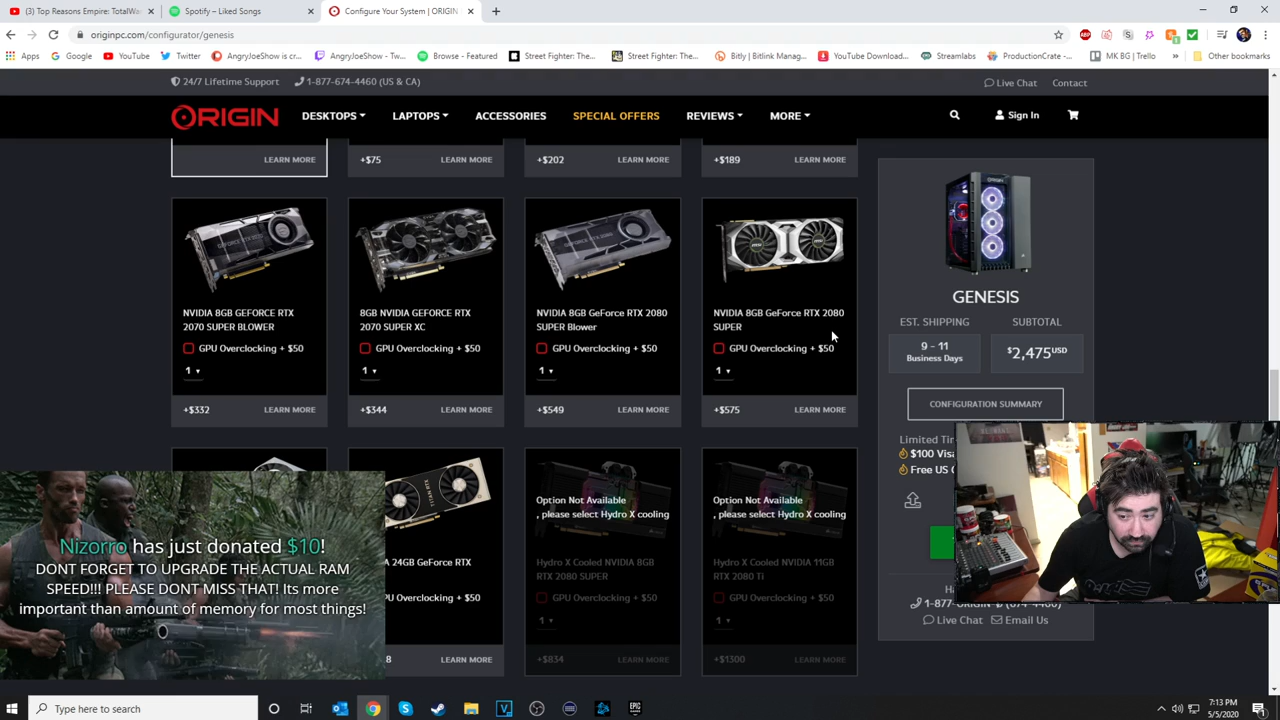 (3) Top Reasons Empire: TotalWa
Spotify – Liked Songs
Configure Your System | ORIGIN
originpc.com/configurator/genesis
Apps
Google
YouTube
Twitter
AngryJoeShow is cr...
AngryJoeShow - Twitc...
Browse - Featured
Street Fighter: The...
Street Fighter: The...
Bitly | Bitlink Manag...
YouTube Download...
Streamlabs
ProductionCrate - ...
MK BG | Trello
»
Other bookmarks
24/7 Lifetime Support
1-877-674-4460 (US & CA)
Live Chat
Contact
ORIGIN
DESKTOPS
LAPTOPS
ACCESSORIES
SPECIAL OFFERS
REVIEWS
MORE
Sign In
LEARN MORE
+$75
LEARN MORE
+$202
LEARN MORE
+$189
LEARN MORE
NVIDIA 8GB GEFORCE RTX
2070 SUPER BLOWER
GPU Overclocking + $50
1
+$332
LEARN MORE
8GB NVIDIA GEFORCE RTX
2070 SUPER XC
GPU Overclocking + $50
1
+$344
LEARN MORE
NVIDIA 8GB GeForce RTX 2080
SUPER Blower
GPU Overclocking + $50
1
+$549
LEARN MORE
NVIDIA 8GB GeForce RTX 2080
SUPER
GPU Overclocking + $50
1
+$575
LEARN MORE
GENESIS
EST. SHIPPING
SUBTOTAL
9 - 11
Business Days
$2,475USD
CONFIGURATION SUMMARY
Limited Tim
$100 Visa
Free US G
Live Chat
Email Us
TITAN RTX
A 24GB GeForce RTX
GPU Overclocking + $50
8
LEARN MORE
Option Not Available
, please select Hydro X cooling
Hydro X Cooled NVIDIA 8GB
RTX 2080 SUPER
GPU Overclocking + $50
1
+$834
LEARN MORE
Option Not Available
, please select Hydro X cooling
Hydro X Cooled NVIDIA 11GB
RTX 2080 Ti
GPU Overclocking + $50
1
+$1300
LEARN MORE
Nizorro has just donated $10!
DONT FORGET TO UPGRADE THE ACTUAL RAM
SPEED!!! PLEASE DONT MISS THAT! Its more
important than amount of memory for most things!
Type here to search
7:13 PM
5/5/2020